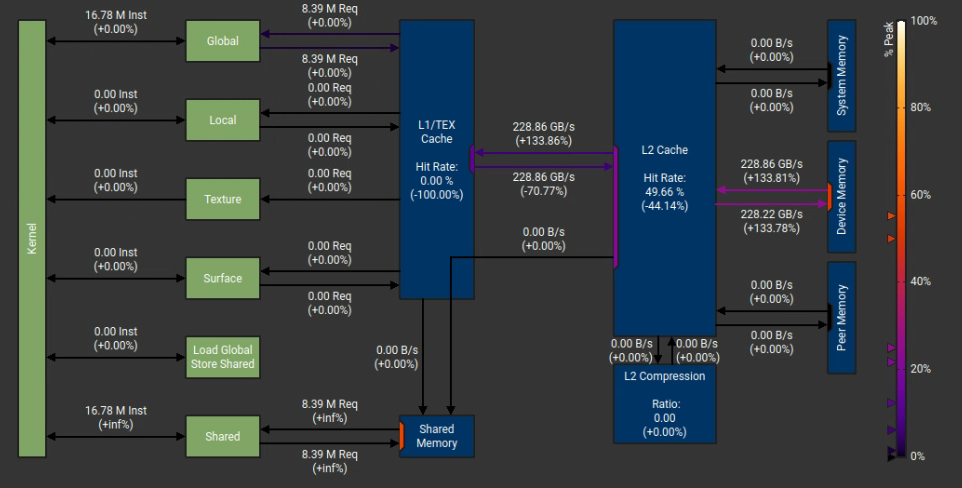 16.78 M Inst
(+0.00%)
Global
8.39 M Req
(+0.00%)
8.39 M Req
(+0.00%)
0.00 Inst
(+0.00%)
Local
0.00 Req
(+0.00%)
0.00 Req
(+0.00%)
0.00 Inst
(+0.00%)
Texture
0.00 Req
(+0.00%)
0.00 Inst
(+0.00%)
Surface
0.00 Req
(+0.00%)
0.00 Req
(+0.00%)
0.00 Inst
(+0.00%)
Load Global
Store Shared
16.78 M Inst
(+inf%)
Shared
8.39 M Req
(+inf%)
8.39 M Req
(+inf%)
Kernel
L1/TEX
Cache
Hit Rate:
0.00 %
(-100.00%)
0.00 B/s
(+0.00%)
Shared
Memory
228.86 GB/s
(+133.86%)
228.86 GB/s
(-70.77%)
0.00 B/s
(+0.00%)
L2 Cache
Hit Rate:
49.66 %
(-44.14%)
0.00 B/s
(+0.00%)
0.00 B/s
(+0.00%)
L2 Compression
Ratio:
0.00
(+0.00%)
0.00 B/s
(+0.00%)
0.00 B/s
(+0.00%)
System Memory
228.86 GB/s
(+133.81%)
228.22 GB/s
(+133.78%)
Device Memory
0.00 B/s
(+0.00%)
0.00 B/s
(+0.00%)
Peer Memory
% Peak
100%
80%
60%
40%
20%
0%